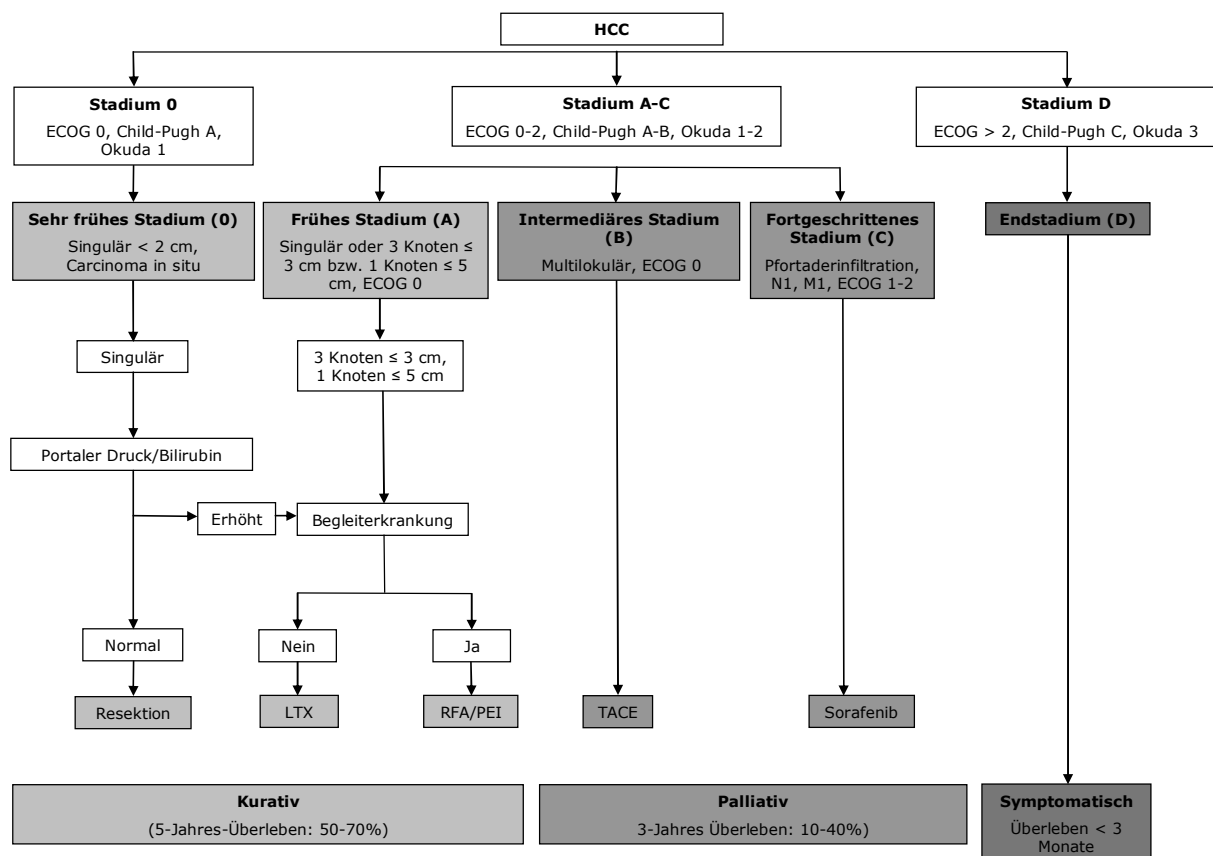 HCC
Stadium 0
ECOG 0, Child-Pugh A,
Okuda 1
Stadium A-C
ECOG 0-2, Child-Pugh A-B, Okuda 1-2
Stadium D
ECOG > 2, Child-Pugh C, Okuda 3
Sehr frühes Stadium (0)
Singulär < 2 cm,
Carcinoma in situ
Frühes Stadium (A)
Singulär oder 3 Knoten ≤
3 cm bzw. 1 Knoten ≤ 5
cm, ECOG 0
Intermediäres Stadium
(B)
Multilokulär, ECOG 0
Fortgeschrittenes
Stadium (C)
Pfortaderinfiltration,
N1, M1, ECOG 1-2
Endstadium (D)
Singulär
3 Knoten ≤ 3 cm,
1 Knoten ≤ 5 cm
Portaler Druck/Bilirubin
Erhöht
Begleiterkrankung
Normal
Nein
Ja
Resektion
LTX
RFA/PEI
TACE
Sorafenib
Kurativ
(5-Jahres-Überleben: 50-70%)
Palliativ
3-Jahres Überleben: 10-40%)
Symptomatisch
Überleben < 3
Monate